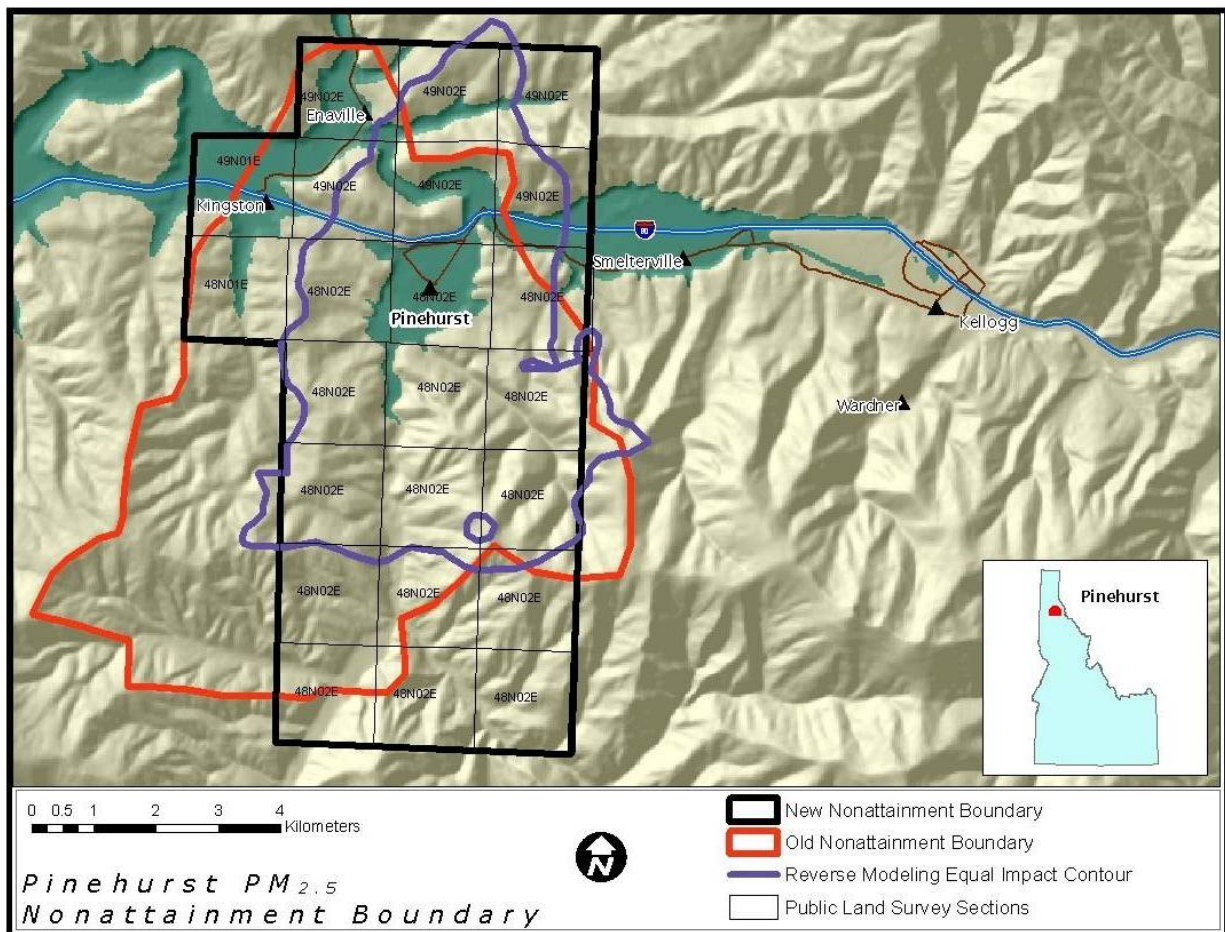 49N02E
49N02E
49N02E
Enaville
49N01E
49N02E
49N02E
49N02E
Kingston
Smelterville
48N01E
48N02E
48N02E
48N02E
Pinehurst
Kellogg
48N02E
48N02E
48N02E
Wardner
48N02E
48N02E
48N02E
48N02E
48N02E
48N02E
48N02E
48N02E
48N02E
Pinehurst
0 0.5 1 2 3 4
Kilometers
N
Pinehurst PM2.5
Nonattainment Boundary
New Nonattainment Boundary
Old Nonattainment Boundary
Reverse Modeling Equal Impact Contour
Public Land Survey Sections